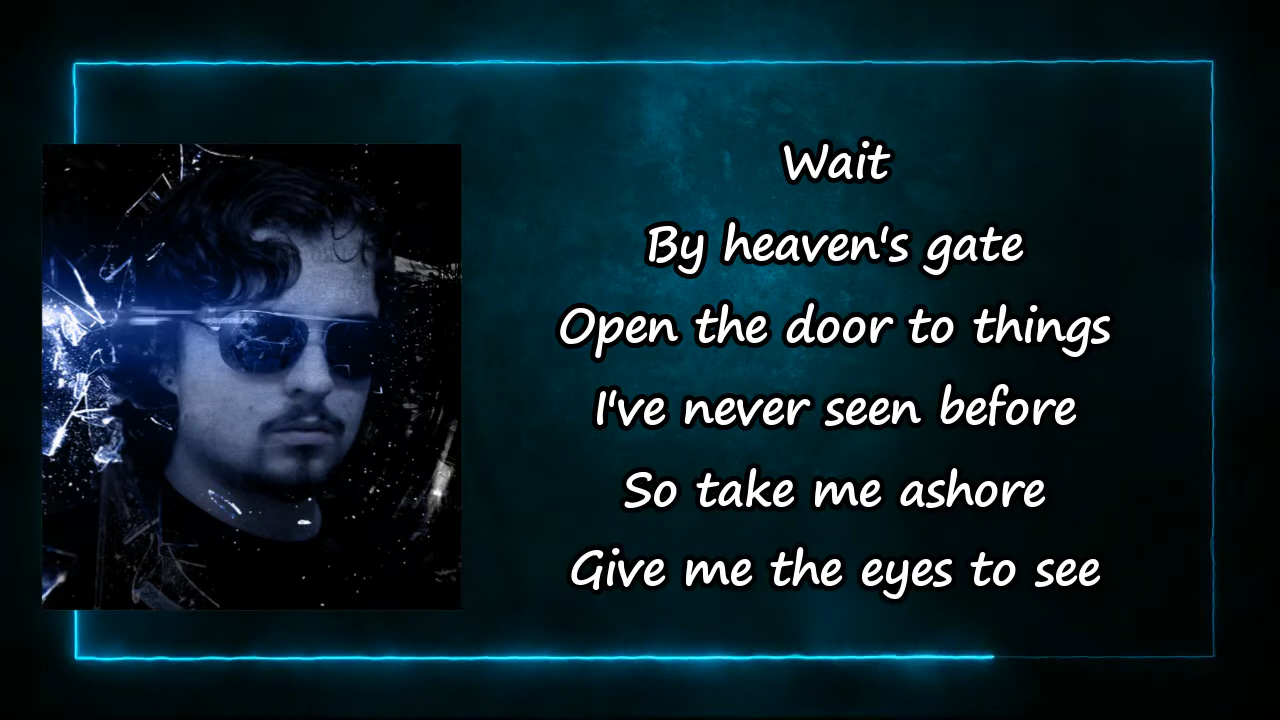 Wait
By heaven's gate
Open the door to things
I've never seen before
So take me ashore
Give me the eyes to see